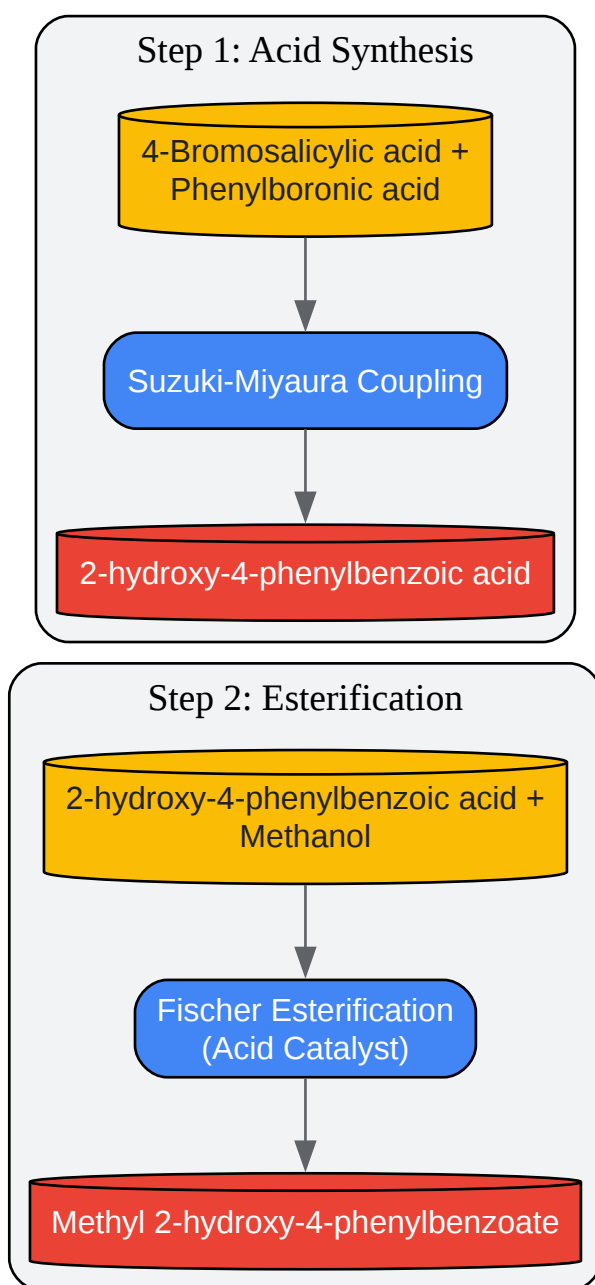 Step 1: Acid Synthesis
4-Bromosalicylic acid +
Phenylboronic acid
Suzuki-Miyaura Coupling
2-hydroxy-4-phenylbenzoic acid
Step 2: Esterification
2-hydroxy-4-phenylbenzoic acid +
Methanol
Fischer Esterification
(Acid Catalyst)
Methyl 2-hydroxy-4-phenylbenzoate